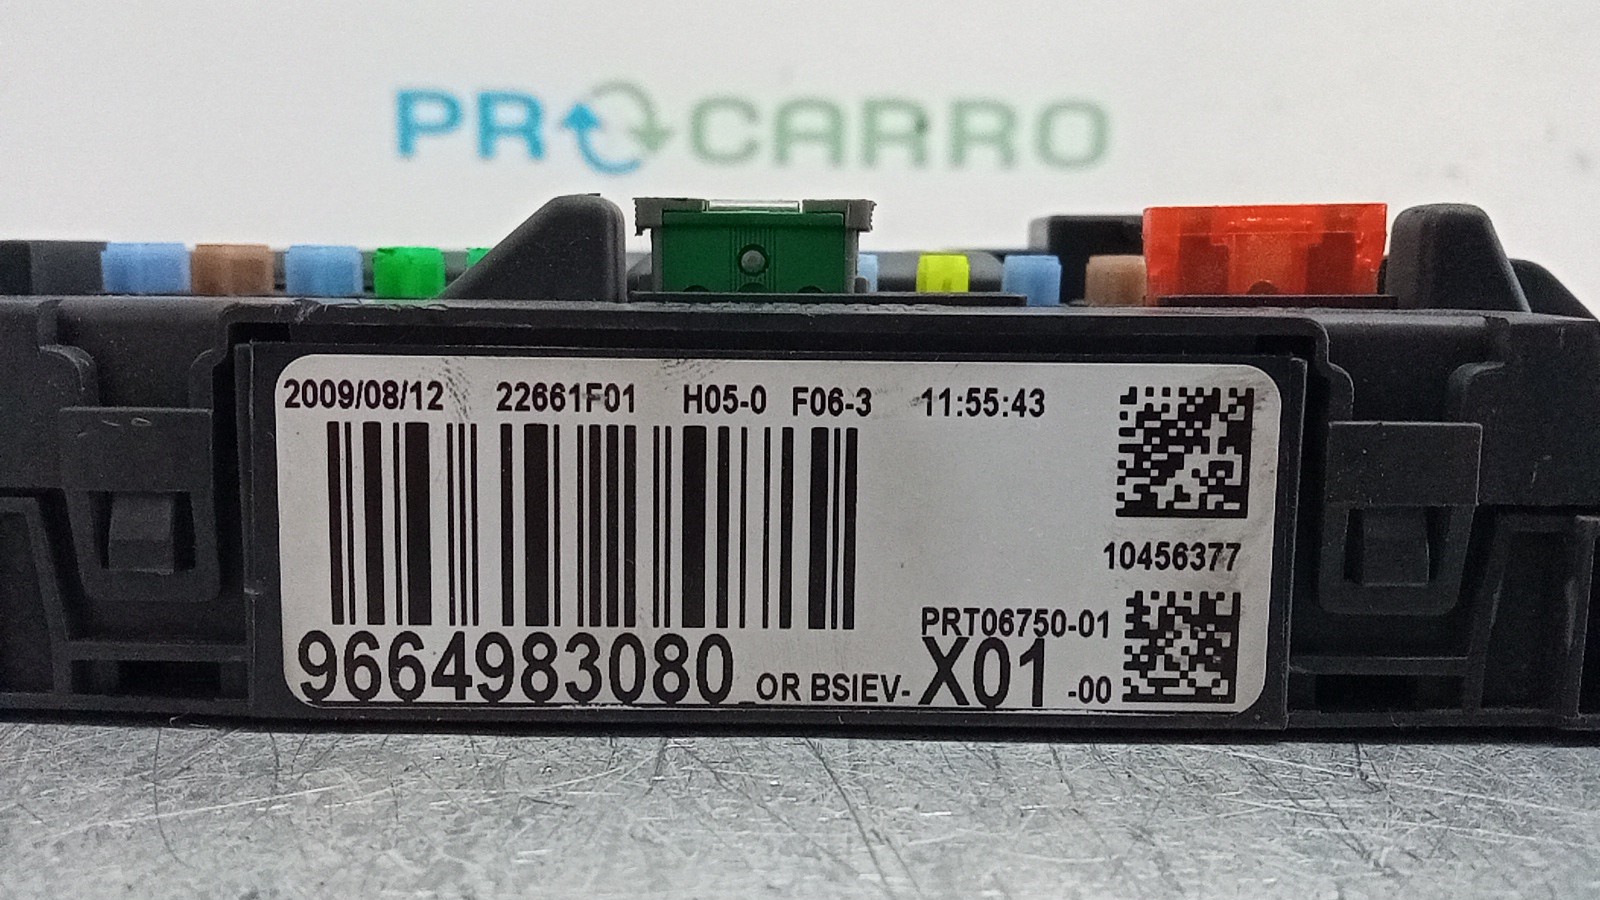 PROCARRO
2009/08/12 22661F01 H05-0 F06-3 11:55:43
10456377
PRT06750-01
9664983080_OR BSIEV-X01-00